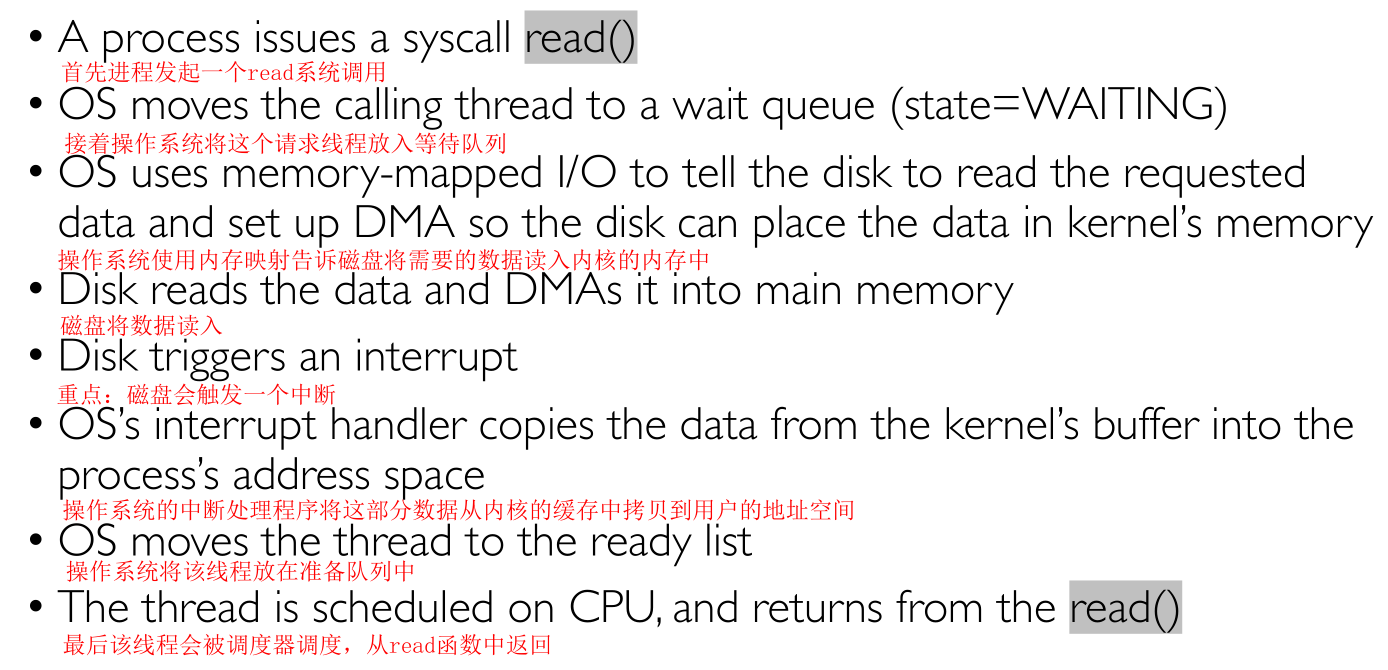 • A process issues a syscall read()
首先进程发起一个read系统调用
• OS moves the calling thread to a wait queue (state=WAITING)
接着操作系统将这个请求线程放入等待队列
• OS uses memory-mapped I/O to tell the disk to read the requested
data and set up DMA so the disk can place the data in kernel’s memory
操作系统使用内存映射告诉磁盘将需要的数据读入内核的内存中
• Disk reads the data and DMAs it into main memory
磁盘将数据读入
• Disk triggers an interrupt
重点：磁盘会触发一个中断
• OS’s interrupt handler copies the data from the kernel’s buffer into the
process’s address space
操作系统的中断处理程序将这部分数据从内核的缓存中拷贝到用户的地址空间
• OS moves the thread to the ready list
操作系统将该线程放在准备队列中
• The thread is scheduled on CPU, and returns from the read()
最后该线程会被调度器调度，从read函数中返回